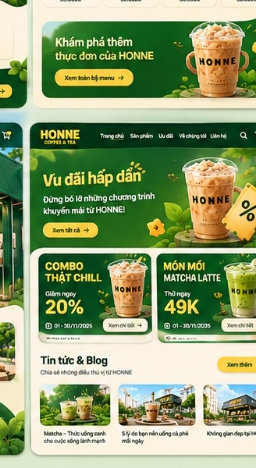 Khám phá thêm
thực đơn của HONNE
Xem toàn bộ menu →
HONNE
HONNE
COFFEE & TEA
Trang chủ Sản phẩm Ưu đãi Về chúng tôi Liên hệ
Ưu đãi hấp dẫn
Đừng bỏ lỡ những chương trình
khuyến mãi từ HONNE!
Xem tất cả →
HONNE
%
COMBO
THẬT CHILL
Giảm ngay
20%
01 - 30/11/2025
Xem chi tiết →
HONNE
MÓN MỚI
MATCHA LATTE
Thử ngay
49K
01 - 30/11/2025
Xem chi tiết
HONNE
Tin tức & Blog
Chia sẻ những điều thú vị từ HONNE
Xem thêm
Matcha – Thức uống xanh
cho cuộc sống lành mạnh
5 lý do bạn nên uống cà phê
mỗi ngày
Không gian đẹp tại H